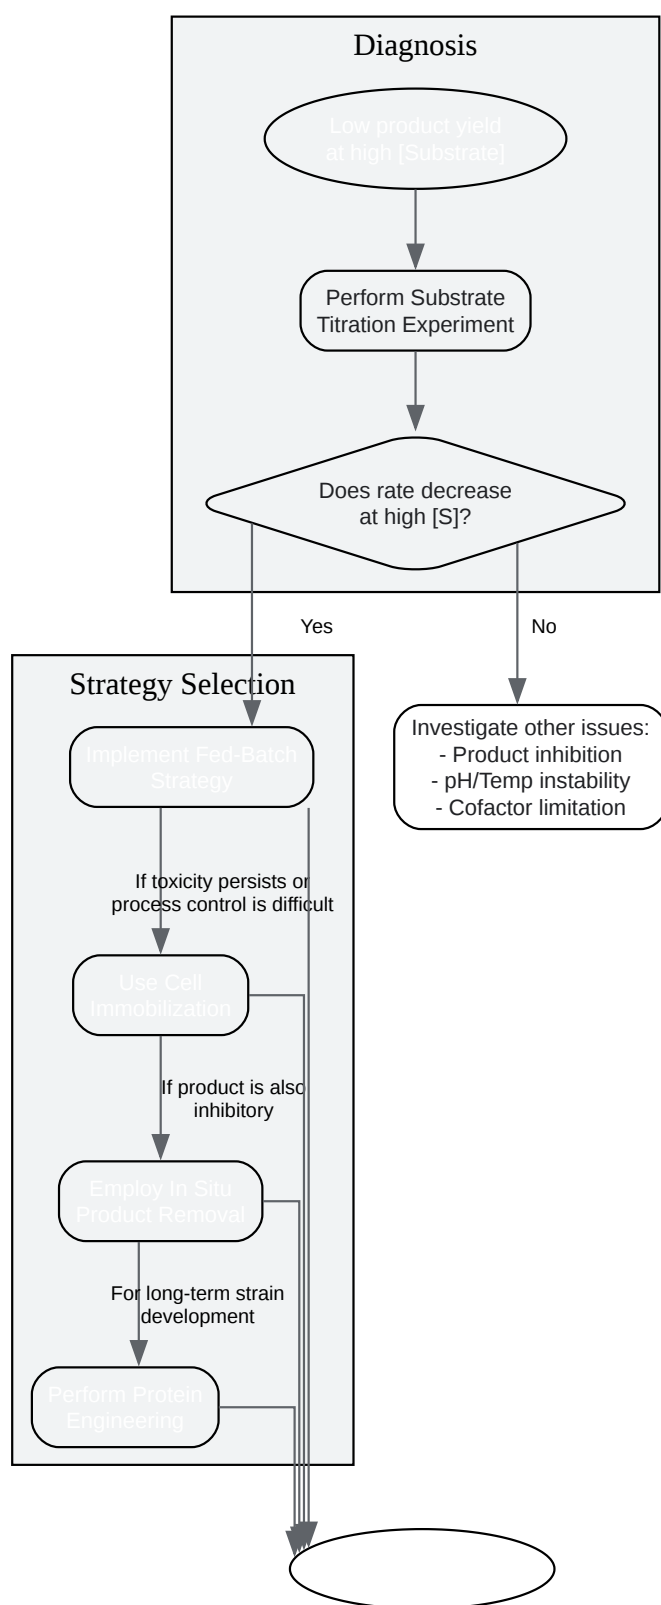 Diagnosis
Low product yield
at high [Substrate]
Perform Substrate
Titration Experiment
Does rate decrease
at high [S]?
Yes
No
Strategy Selection
Implement Fed-Batch
Strategy
Investigate other issues:
- Product inhibition
- pH/Temp instability
- Cofactor limitation
If toxicity persists or
process control is difficult
Use Cell
Immobilization
If product is also
inhibitory
Employ In Situ
Product Removal
For long-term strain
development
Perform Protein
Engineering